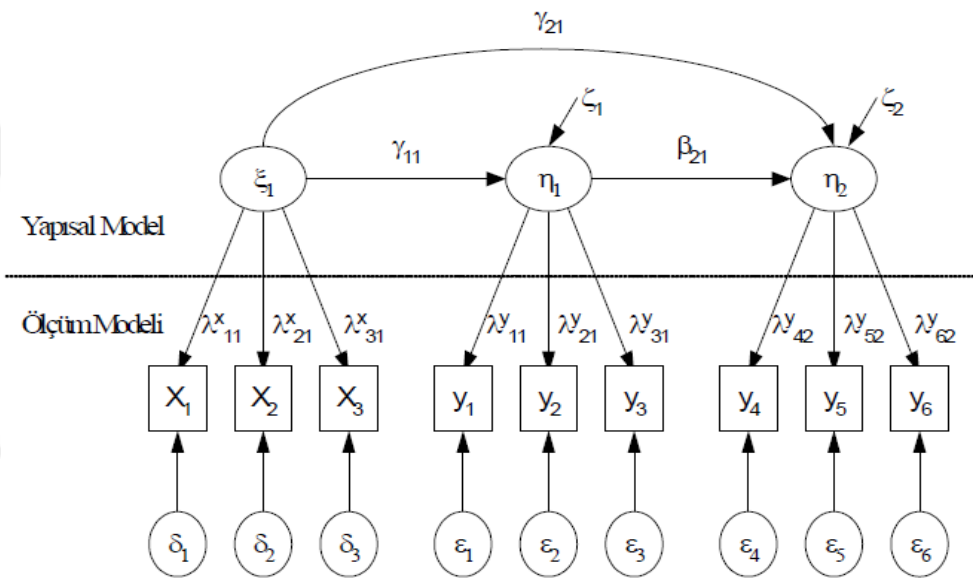 γ21
ζ1 ζ2
γ11 β21
ξ1 η1 η2
Yapısal Model
Ölçüm Modeli
λx11 λx21 λx31 λy11 λy21 λy31 λy42 λy52 λy62
X1 X2 X3 y1 y2 y3 y4 y5 y6
δ1 δ2 δ3 ε1 ε2 ε3 ε4 ε5 ε6